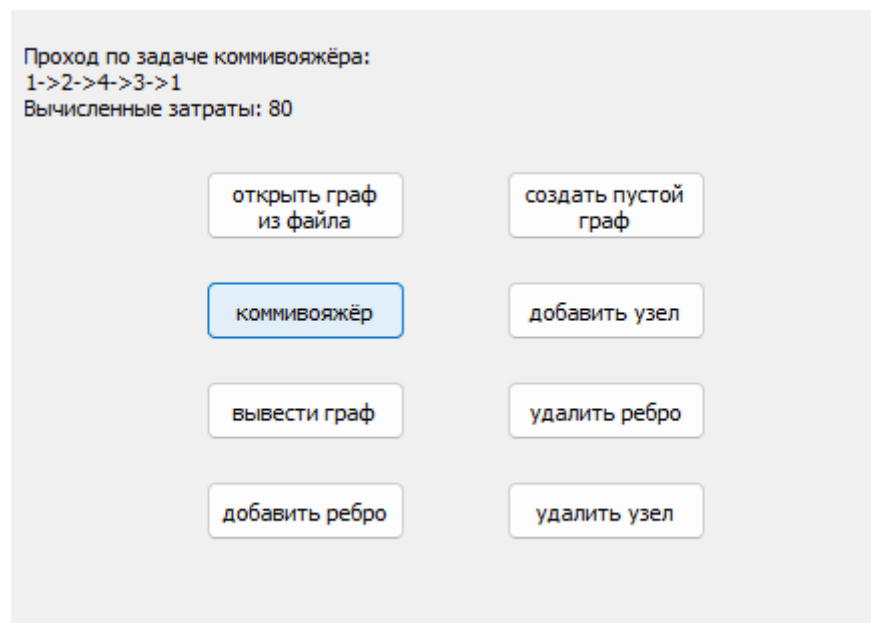 Проход по задаче коммивояжёра:
1->2->4->3->1
Вычисленные затраты: 80
открыть граф
из файла
создать пустой
граф
коммивояжёр
добавить узел
вывести граф
удалить ребро
добавить ребро
удалить узел